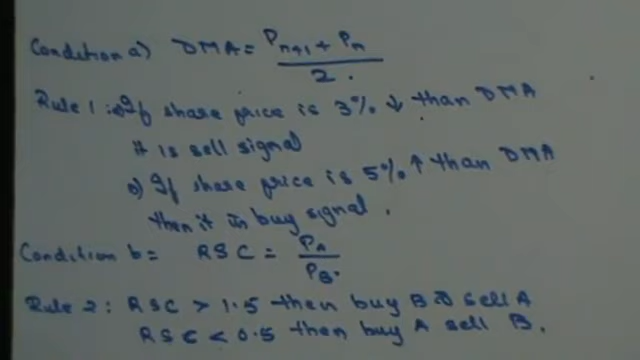 Condition a) DMA = Pn+1 + Pn / 2.
Rule 1: a) If share price is 3% ↓ than DMA
it is sell signal
b) If share price is 5% ↑ than DMA
then it is buy signal.
Condition b = RSC = PA / PB.
Rule 2: RSC > 1.5 then buy B & sell A
RSC < 0.5 then buy A sell B.